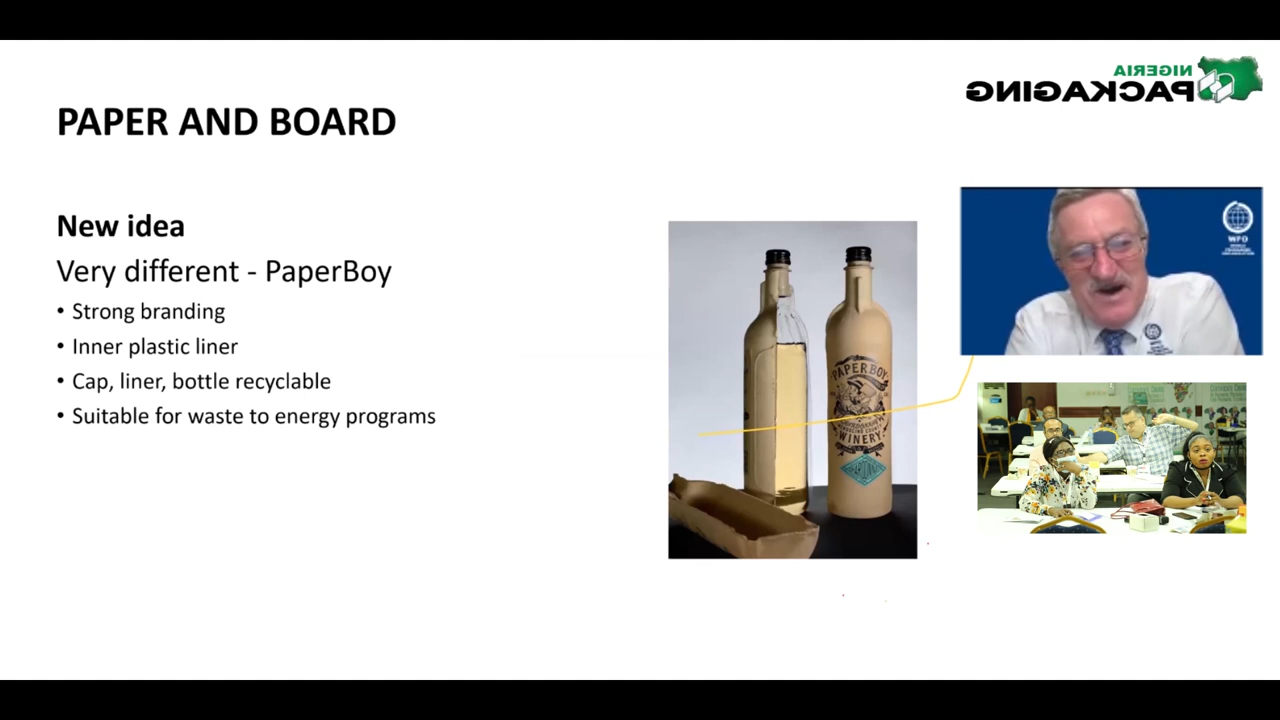 NIGERIA
PACKAGING
PAPER AND BOARD
New idea
Very different - PaperBoy
• Strong branding
• Inner plastic liner
• Cap, liner, bottle recyclable
• Suitable for waste to energy programs
PAPERBOY
WINERY
WPO